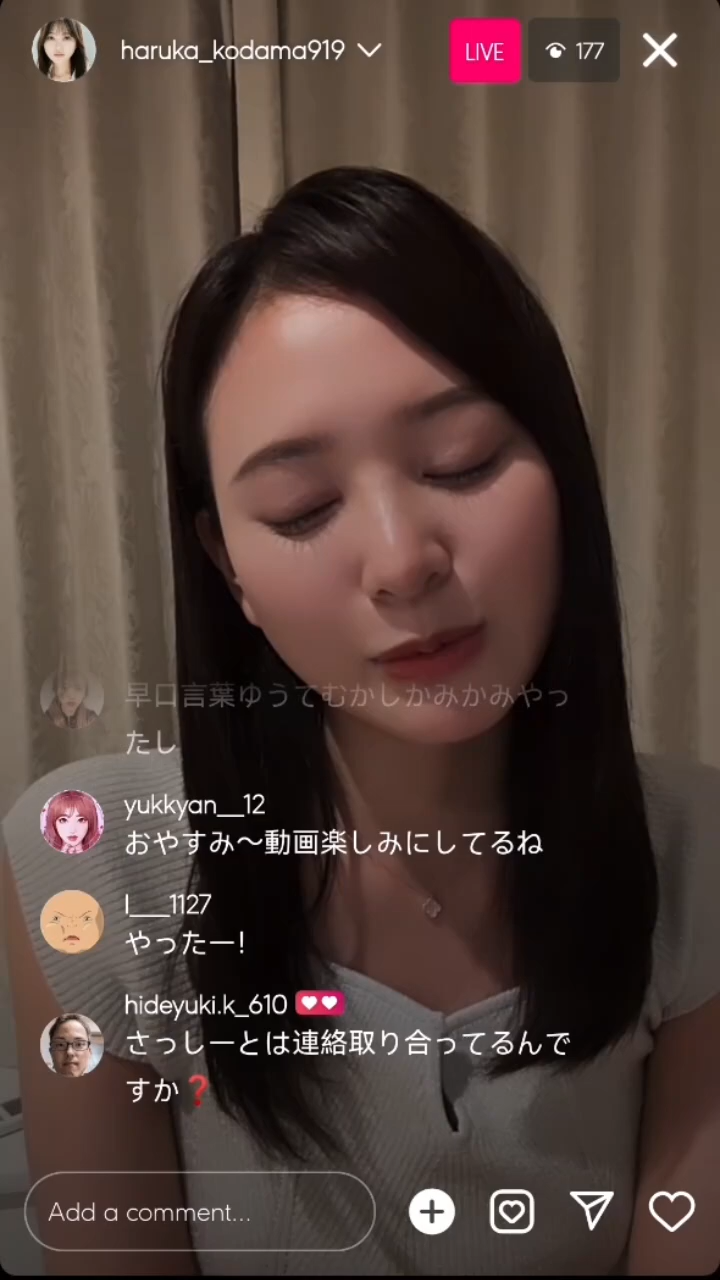 haruka_kodama919
LIVE
177
早口言葉ゆうてむかしかみかみやっ
たし
yukkyan__12
おやすみ〜動画楽しみにしてるね
l___1127
やったー!
hideyuki.k_610
さっしーとは連絡取り合ってるんで
すか❓
Add a comment...